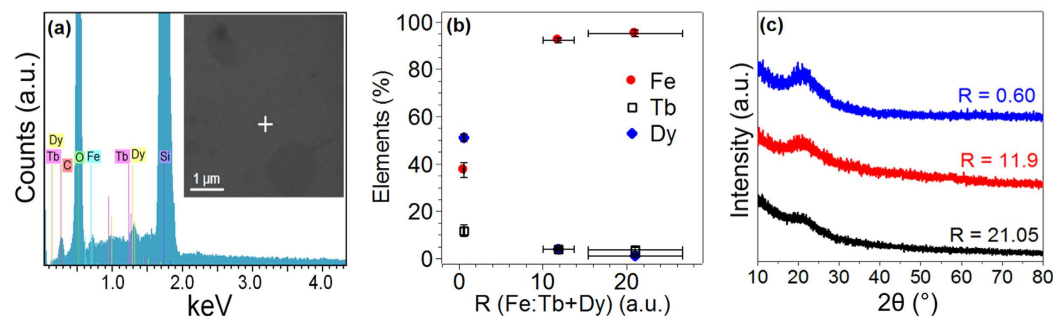 (a)
Counts (a.u.)
Dy
Tb
C
O
Fe
Tb
Dy
Si
1 µm
1.0 2.0 3.0 4.0
keV
(b)
Elements (%)
100
80
60
40
20
0
Fe
Tb
Dy
0 10 20
R (Fe:Tb+Dy) (a.u.)
(c)
Intensity (a.u.)
R = 0.60
R = 11.9
R = 21.05
10 20 30 40 50 60 70 80
2θ (°)